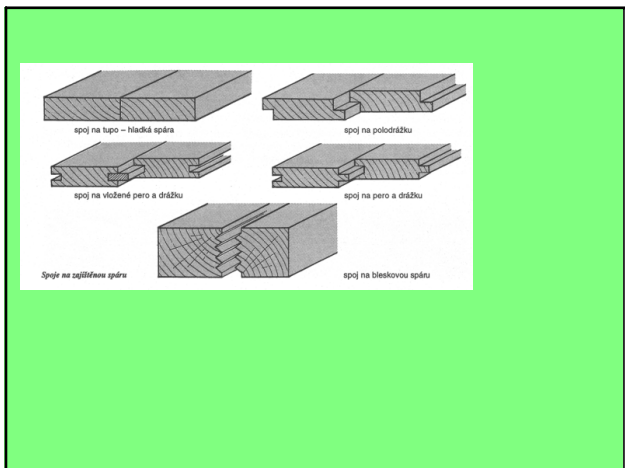 spoj na tupo – hladká spára
spoj na polodrážku
spoj na vložené pero a drážku
spoj na pero a drážku
Spoje na zajištěnou spáru
spoj na bleskovou spáru